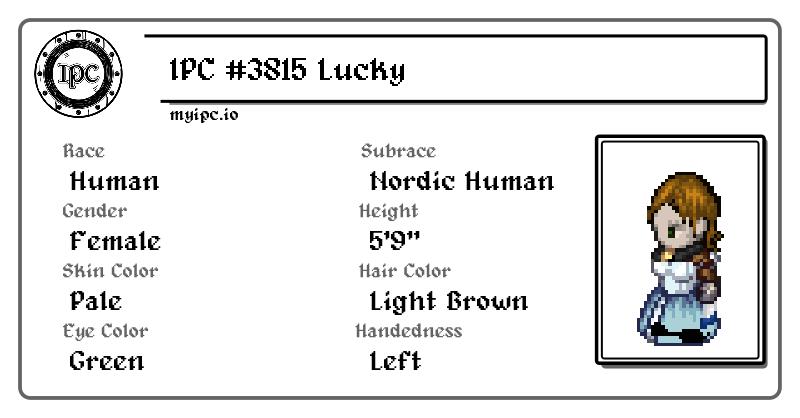 IPC
IPC #3815 Lucky
myipc.io
Race
Human
Subrace
Nordic Human
Gender
Female
Height
5'9"
Skin Color
Pale
Hair Color
Light Brown
Eye Color
Green
Handedness
Left